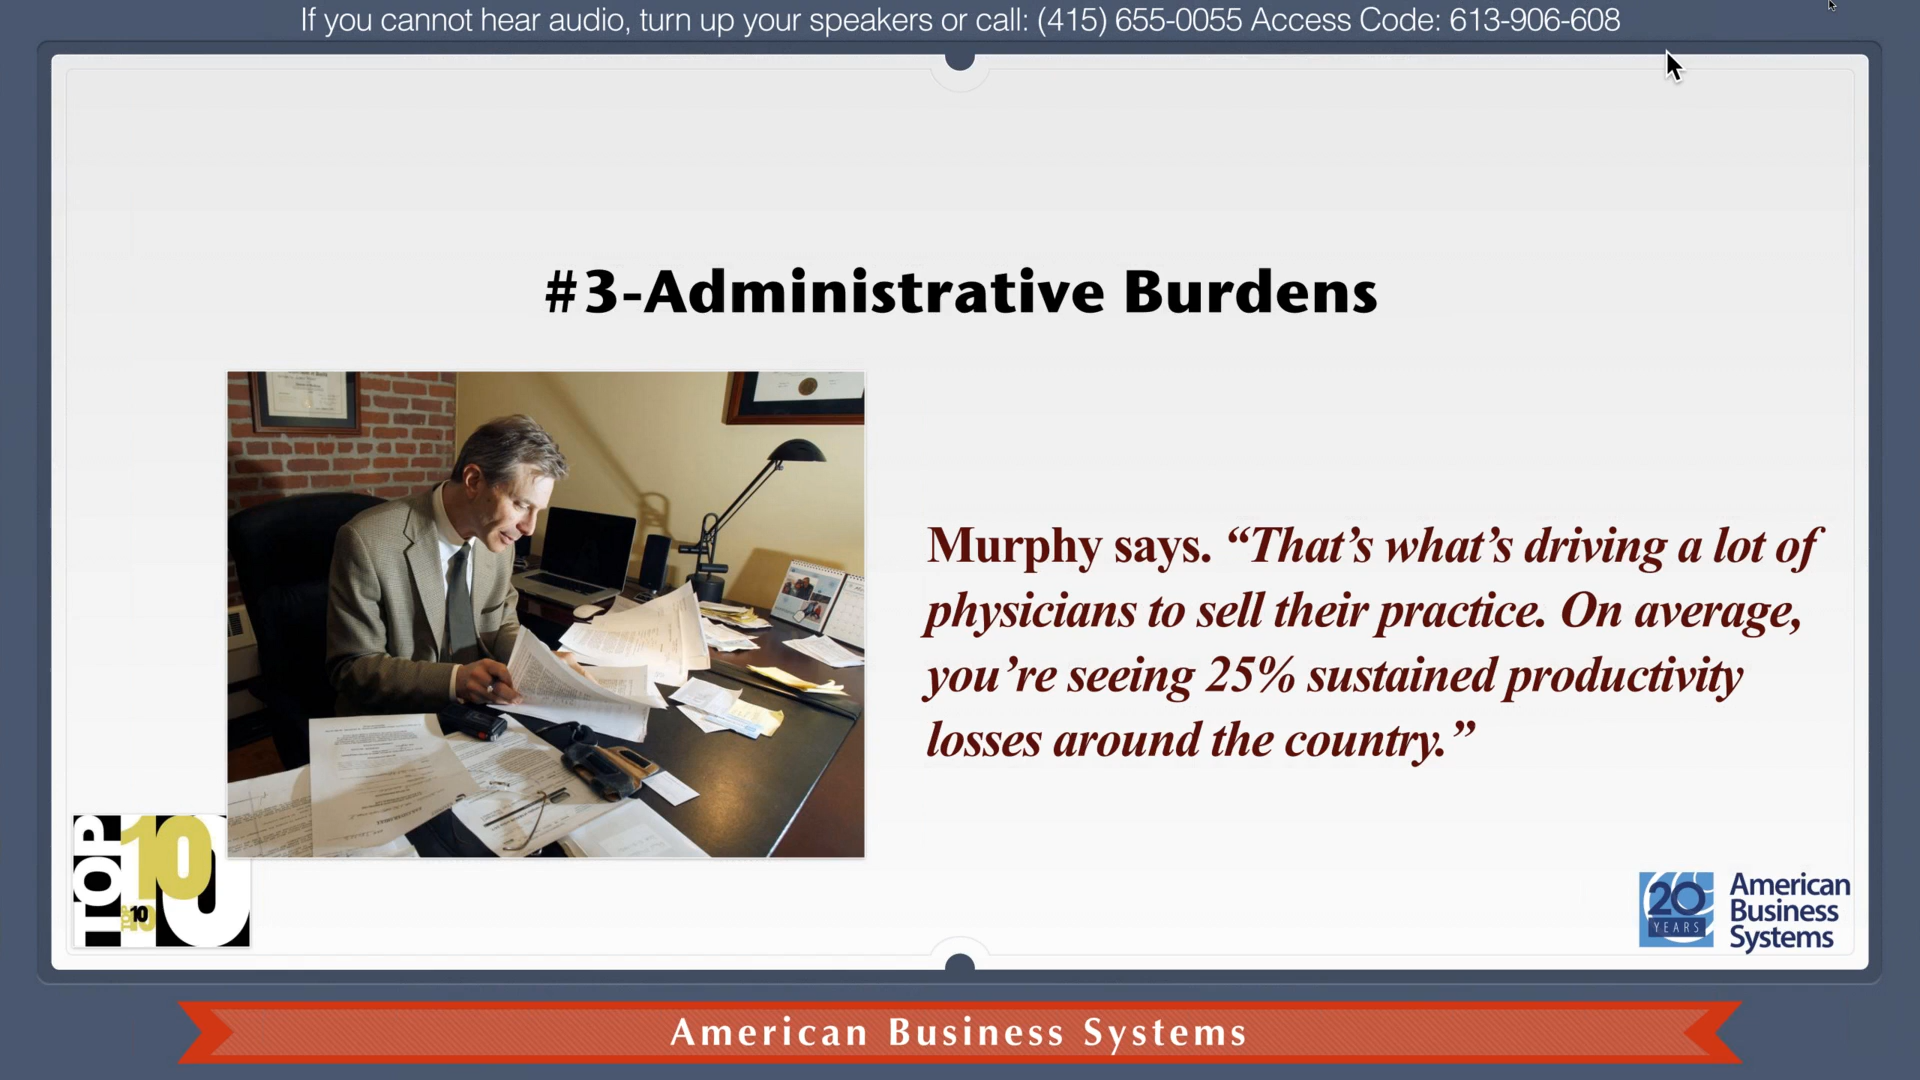 If you cannot hear audio, turn up your speakers or call: (415) 655-0055 Access Code: 613-906-608
#3-Administrative Burdens
Murphy says. “That’s what’s driving a lot of
physicians to sell their practice. On average,
you’re seeing 25% sustained productivity
losses around the country.”
TOP
10
10
20
YEARS
American
Business
Systems
American Business Systems